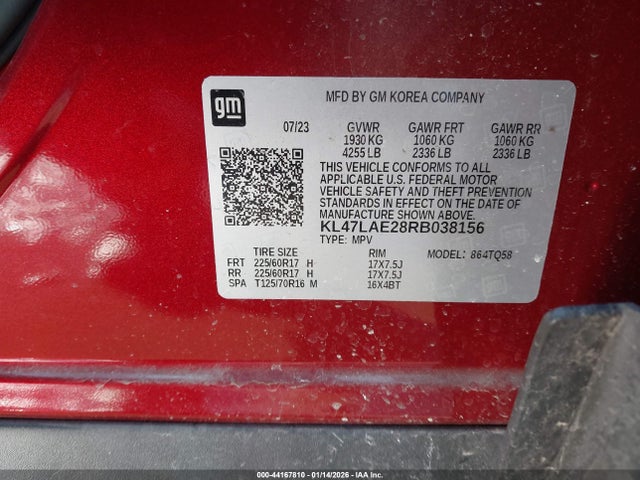 gm
MFD BY GM KOREA COMPANY
07/23 GVWR GAWR FRT GAWR RR
1930 KG 1060 KG 1060 KG
4255 LB 2336 LB 2336 LB
THIS VEHICLE CONFORMS TO ALL
APPLICABLE U.S. FEDERAL MOTOR
VEHICLE SAFETY AND THEFT PREVENTION
STANDARDS IN EFFECT ON THE DATE OF
MANUFACTURE SHOWN ABOVE.
KL47LAE28RB038156
TYPE: MPV
TIRE SIZE RIM MODEL: 864TQ58
FRT 225/60R17 H 17X7.5J
RR 225/60R17 H 17X7.5J
SPA T125/70R16 M 16X4BT
000-44167810 - 01/14/2026 - IAAI.COM